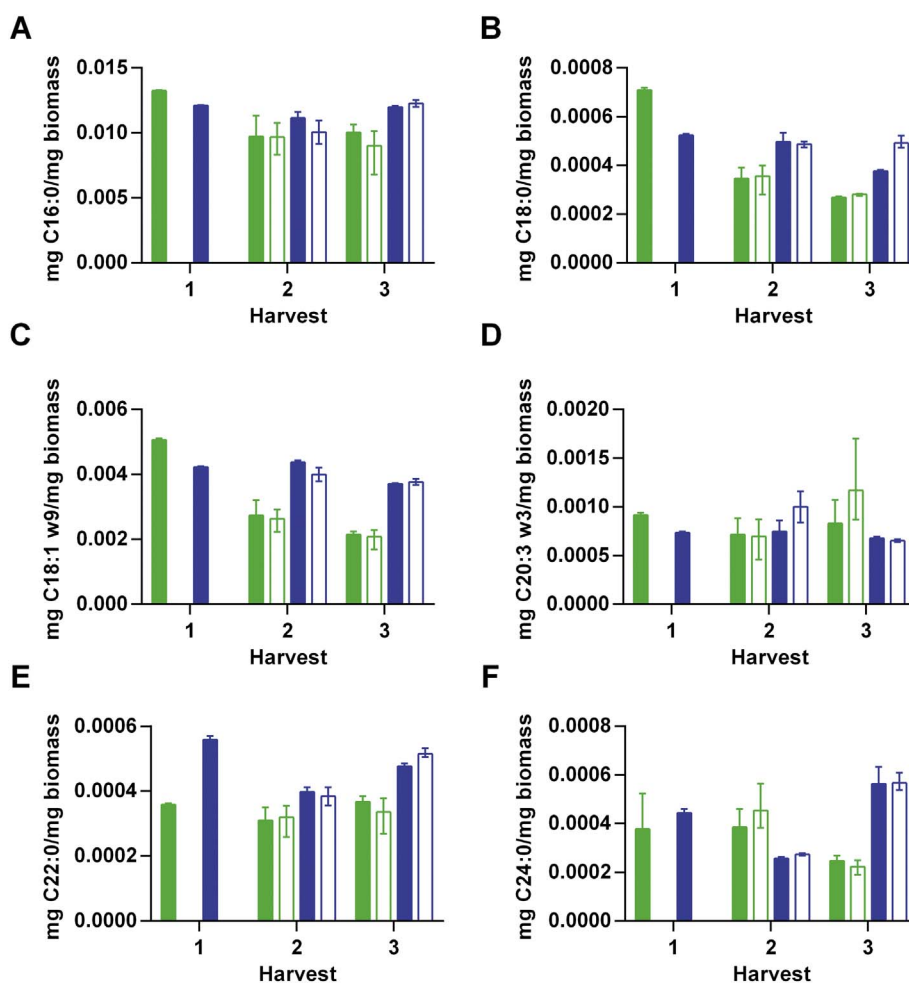 A
mg C16:0/mg biomass
0.015
0.010
0.005
0.000
1 2 3
Harvest
B
mg C18:0/mg biomass
0.0008
0.0006
0.0004
0.0002
0.0000
1 2 3
Harvest
C
mg C18:1 w9/mg biomass
0.006
0.004
0.002
0.000
1 2 3
Harvest
D
mg C20:3 w3/mg biomass
0.0020
0.0015
0.0010
0.0005
0.0000
1 2 3
Harvest
E
mg C22:0/mg biomass
0.0006
0.0004
0.0002
0.0000
1 2 3
Harvest
F
mg C24:0/mg biomass
0.0008
0.0006
0.0004
0.0002
0.0000
1 2 3
Harvest